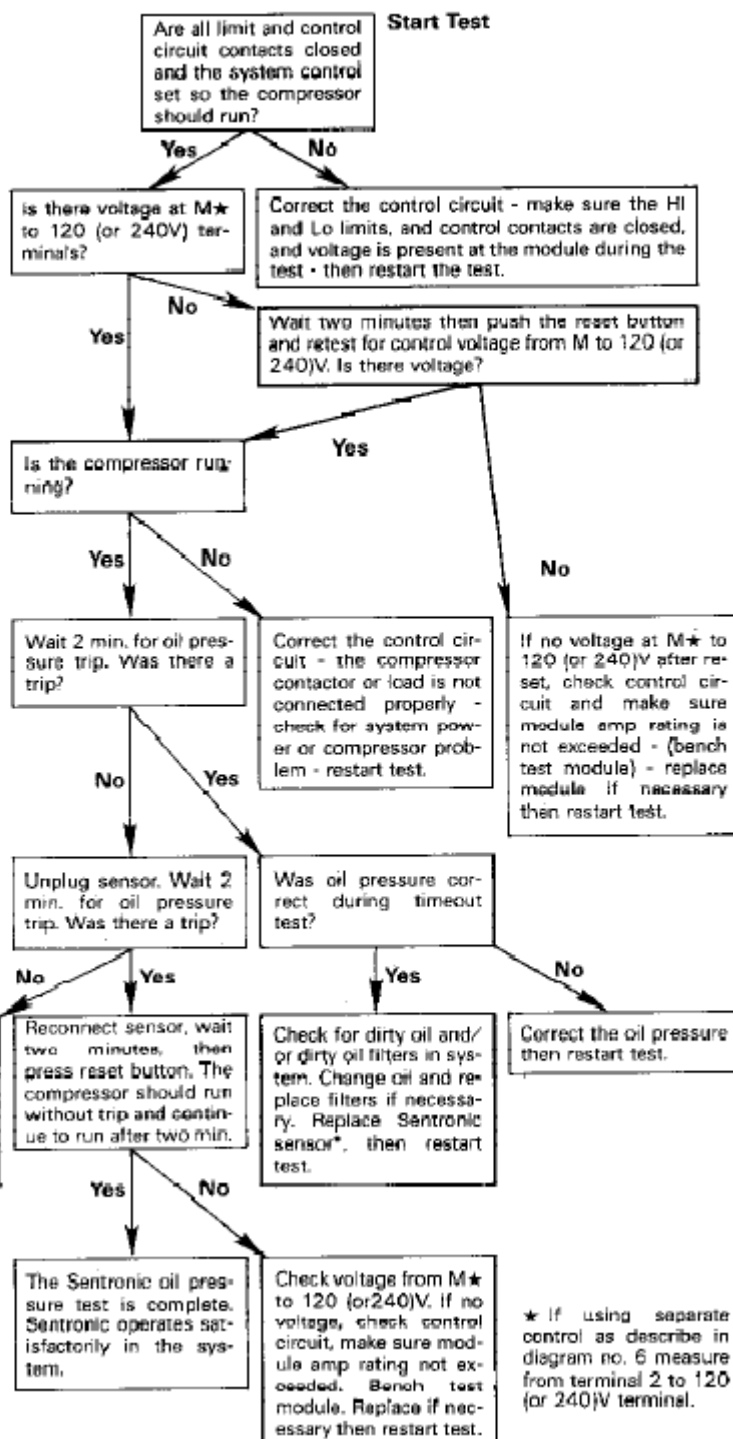 Start Test
Are all limit and control
circuit contacts closed
and the system control
set so the compressor
should run?
Yes
No
Is there voltage at M★
to 120 (or 240V) ter-
minals?
Correct the control circuit - make sure the HI
and Lo limits, and control contacts are closed,
and voltage is present at the module during the
test - then restart the test.
No
Yes
Wait two minutes then push the reset button
and retest for control voltage from M to 120 (or
240)V. Is there voltage?
Yes
Is the compressor run-
ning?
Yes
No
No
Wait 2 min. for oil pres-
sure trip. Was there a
trip?
Correct the control cir-
cuit - the compressor
contactor or load is not
connected properly -
check for system pow-
er or compressor prob-
lem - restart test.
If no voltage at M★ to
120 (or 240)V after re-
set, check control cir-
cuit and make sure
module amp rating is
not exceeded - (bench
test module) - replace
module if necessary
then restart test.
No
Yes
Unplug sensor. Wait 2
min. for oil pressure
trip. Was there a trip?
Was oil pressure cor-
rect during timeout
test?
No
Yes
Yes
No
Reconnect sensor, wait
two minutes, then
press reset button. The
compressor should run
without trip and contin-
ue to run after two min.
Check for dirty oil and/
or dirty oil filters in sys-
tem. Change oil and re-
place filters if necessa-
ry. Replace Sentronic
sensor*, then restart
test.
Correct the oil pressure
then restart test.
Yes
No
The Sentronic oil pres-
sure test is complete.
Sentronic operates sat-
isfactorily in the sys-
tem.
Check voltage from M★
to 120 (or240)V. If no
voltage, check control
circuit, make sure mod-
ule amp rating not ex-
ceeded. Bench test
module. Replace if nec-
essary then restart test.
★ If using separate
control as describe in
diagram no. 6 measure
from terminal 2 to 120
(or 240)V terminal.